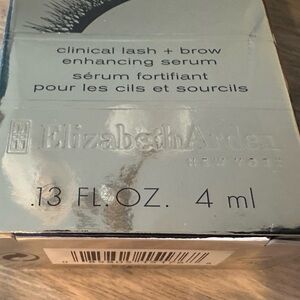 clinical lash + brow
enhancing serum
sérum fortifiant
pour les cils et sourcils
Elizabeth Arden
NEW YORK
.13 FL. OZ. 4 ml